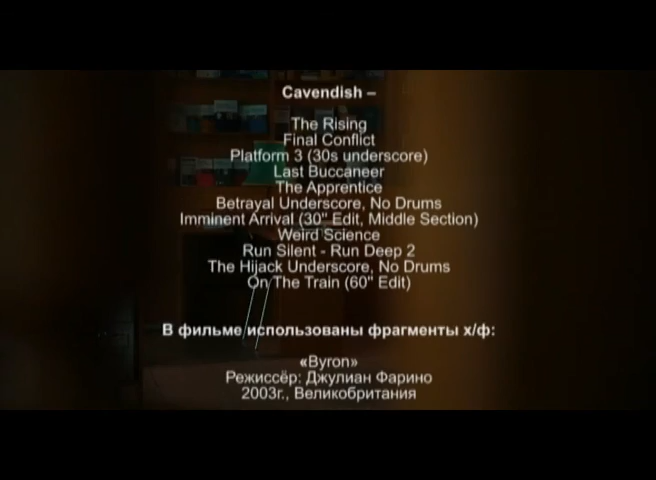 Cavendish –
The Rising
Final Conflict
Platform 3 (30s underscore)
Last Buccaneer
The Apprentice
Betrayal Underscore, No Drums
Imminent Arrival (30" Edit, Middle Section)
Weird Science
Run Silent - Run Deep 2
The Hijack Underscore, No Drums
On The Train (60" Edit)
В фильме использованы фрагменты х/ф:
«Byron»
Режиссёр: Джулиан Фарино
2003г., Великобритания